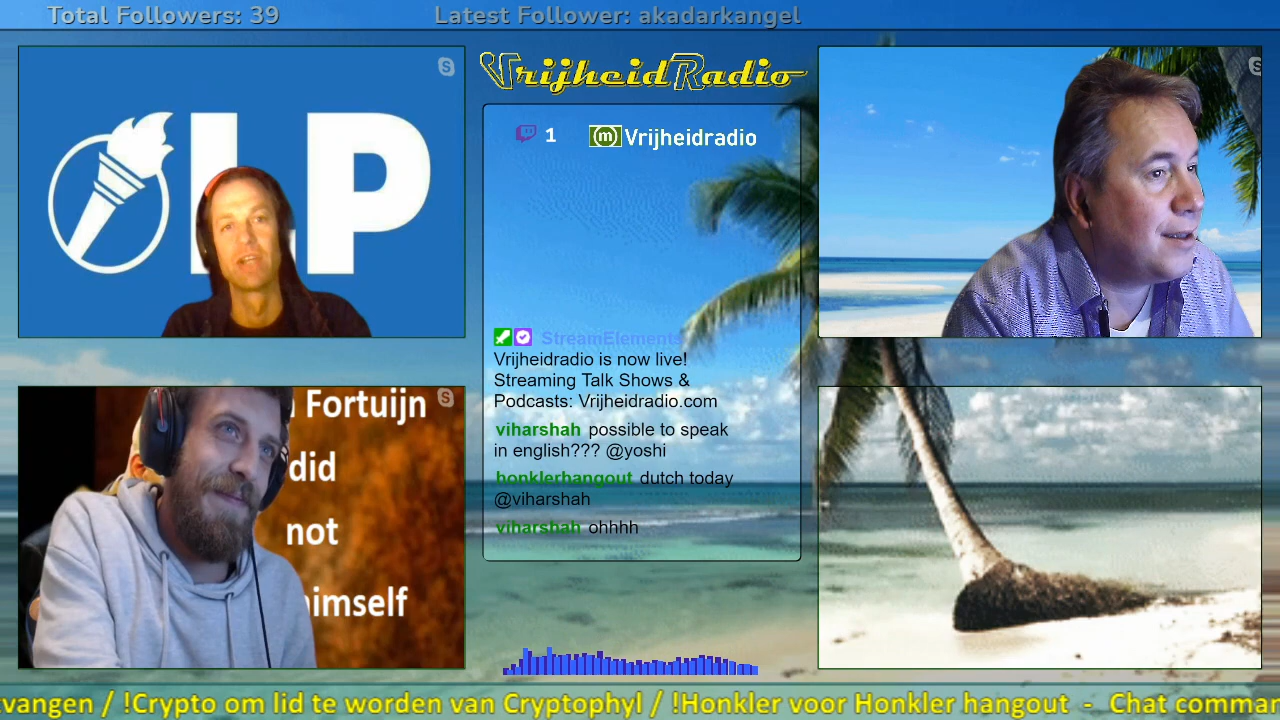 Total Followers: 39
Latest Follower: akadarkangel
VrijheidRadio
1
Vrijheidradio
LP
StreamElements
Vrijheidradio is now live!
Streaming Talk Shows &
Podcasts: Vrijheidradio.com
viharshah possible to speak
in english??? @yoshi
honklerhangout dutch today
@viharshah
viharshah ohhhh
Fortuijn
did
not
himself
vangen / !Crypto om lid te worden van Cryptophyl / !Honkler voor Honkler hangout - Chat comman